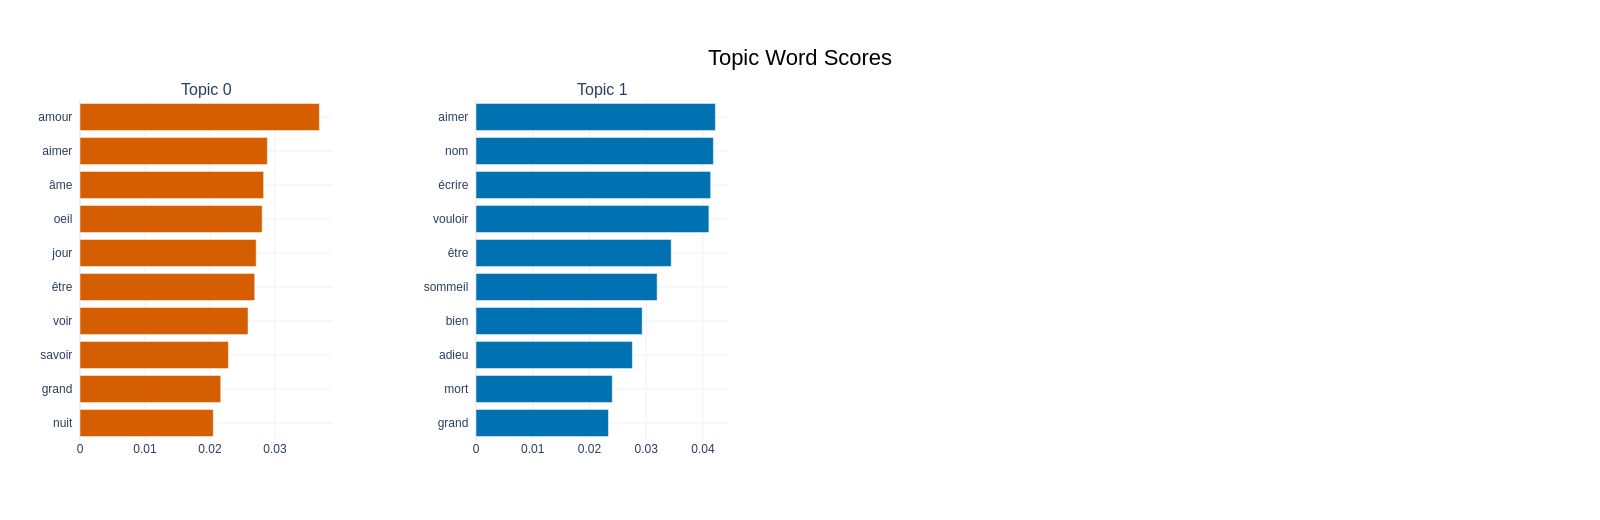 Topic Word Scores
Topic 0
amour
aimer
âme
oeil
jour
être
voir
savoir
grand
nuit
0 0.01 0.02 0.03
Topic 1
aimer
nom
écrire
vouloir
être
sommeil
bien
adieu
mort
grand
0 0.01 0.02 0.03 0.04